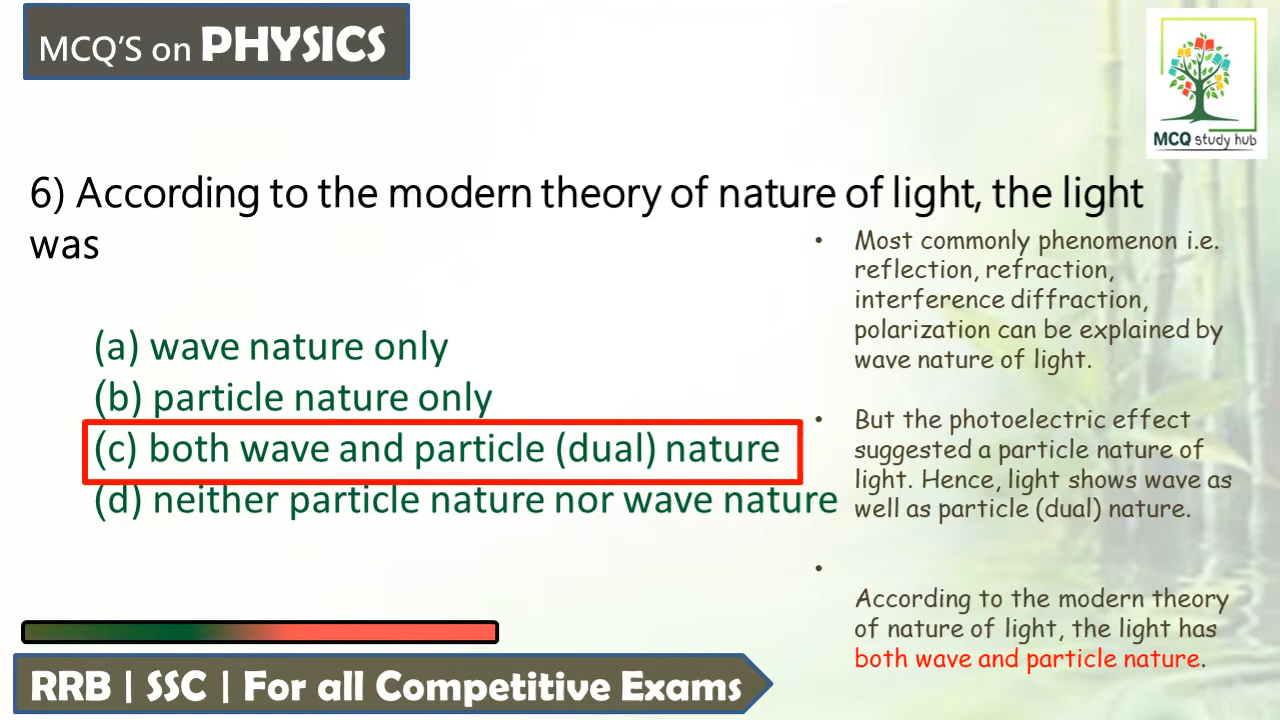 MCQ'S on PHYSICS
MCQ study hub
6) According to the modern theory of nature of light, the light
was
(a) wave nature only
(b) particle nature only
(c) both wave and particle (dual) nature
(d) neither particle nature nor wave nature
• Most commonly phenomenon i.e.
reflection, refraction,
interference diffraction,
polarization can be explained by
wave nature of light.
• But the photoelectric effect
suggested a particle nature of
light. Hence, light shows wave as
well as particle (dual) nature.
•
According to the modern theory
of nature of light, the light has
both wave and particle nature.
RRB | SSC | For all Competitive Exams